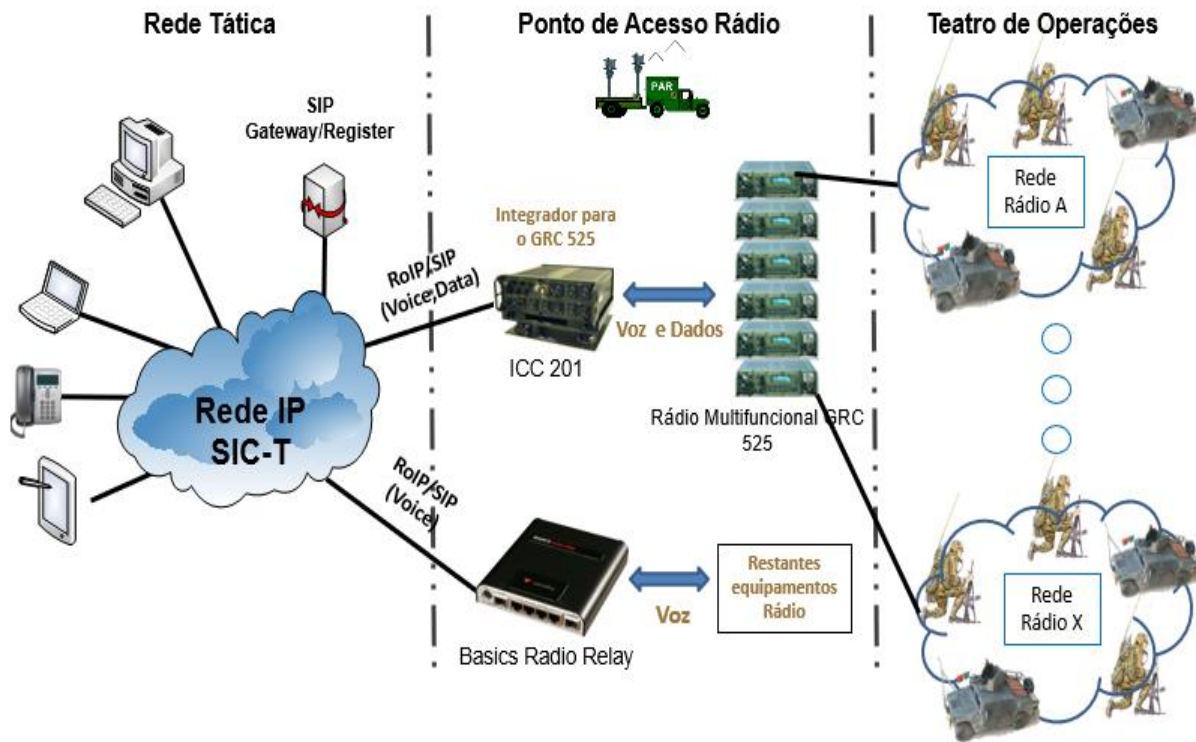 Rede Tática
Ponto de Acesso Rádio
Teatro de Operações
SIP
Gateway/Register
PAR
Integrador para
o GRC 525
RoIP/SIP
(Voice,Data)
ICC 201
Voz e Dados
Rádio Multifuncional GRC
525
Rede IP
SIC-T
RoIP/SIP
(Voice)
Basics Radio Relay
Voz
Restantes
equipamentos
Rádio
Rede
Rádio A
Rede
Rádio X